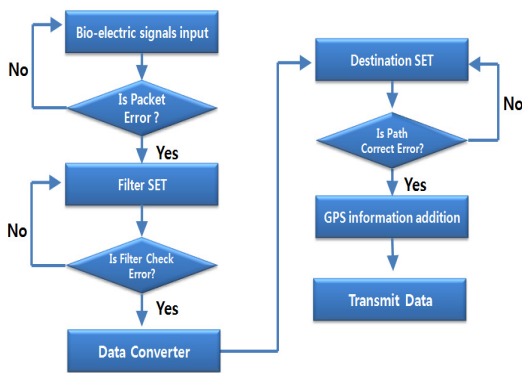 Bio-electric signals input
No
Is Packet
Error ?
Yes
Filter SET
No
Is Filter Check
Error?
Yes
Data Converter
Destination SET
No
Is Path
Correct Error?
Yes
GPS information addition
Transmit Data